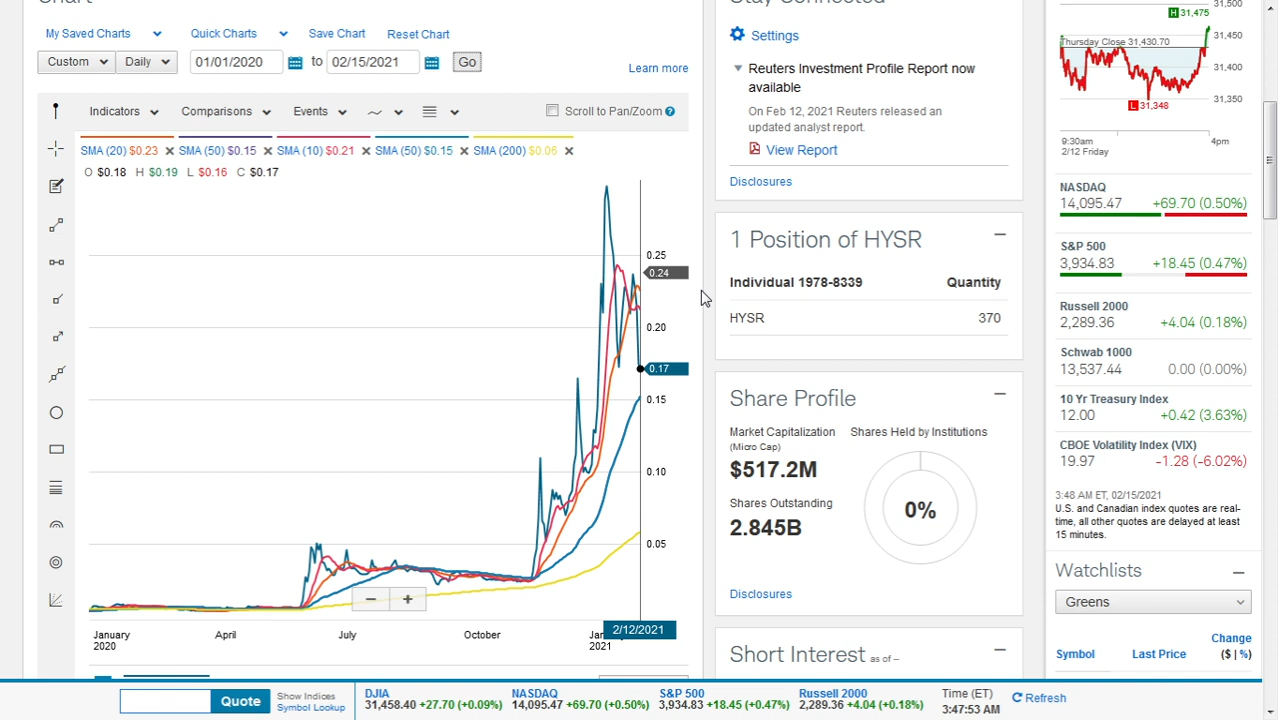 My Saved Charts Quick Charts Save Chart Reset Chart
Custom Daily 01/01/2020 to 02/15/2021 Go
Learn more
Indicators Comparisons Events Scroll to Pan/Zoom ?
SMA (20) $0.23 × SMA (50) $0.15 × SMA (10) $0.21 × SMA (50) $0.15 × SMA (200) $0.06 ×
O $0.18 H $0.19 L $0.16 C $0.17
0.25
0.24
0.20
0.17
0.15
0.10
0.05
− +
January April July October
2020 2021
2/12/2021
Settings
Reuters Investment Profile Report now
available
On Feb 12, 2021 Reuters released an
updated analyst report.
View Report
Disclosures
1 Position of HYSR
Individual 1978-8339 Quantity
HYSR 370
Share Profile
Market Capitalization Shares Held by Institutions
(Micro Cap)
$517.2M
Shares Outstanding
2.845B
0%
Disclosures
Short Interest as of –
31,500
H 31,475
31,450
Thursday Close 31,430.70
31,400
L 31,348
31,350
9:30am 4pm
2/12 Friday
NASDAQ
14,095.47 +69.70 (0.50%)
S&P 500
3,934.83 +18.45 (0.47%)
Russell 2000
2,289.36 +4.04 (0.18%)
Schwab 1000
13,537.44 0.00 (0.00%)
10 Yr Treasury Index
12.00 +0.42 (3.63%)
CBOE Volatility Index (VIX)
19.97 -1.28 (-6.02%)
3:48 AM ET, 02/15/2021
U.S. and Canadian index quotes are real-
time, all other quotes are delayed at least
15 minutes.
Watchlists
Greens
Change
Symbol Last Price ($ | %)
Quote Show Indices
Symbol Lookup
DJIA NASDAQ S&P 500 Russell 2000 Time (ET) Refresh
31,458.40 +27.70 (+0.09%) 14,095.47 +69.70 (+0.50%) 3,934.83 +18.45 (+0.47%) 2,289.36 +4.04 (+0.18%) 3:47:53 AM